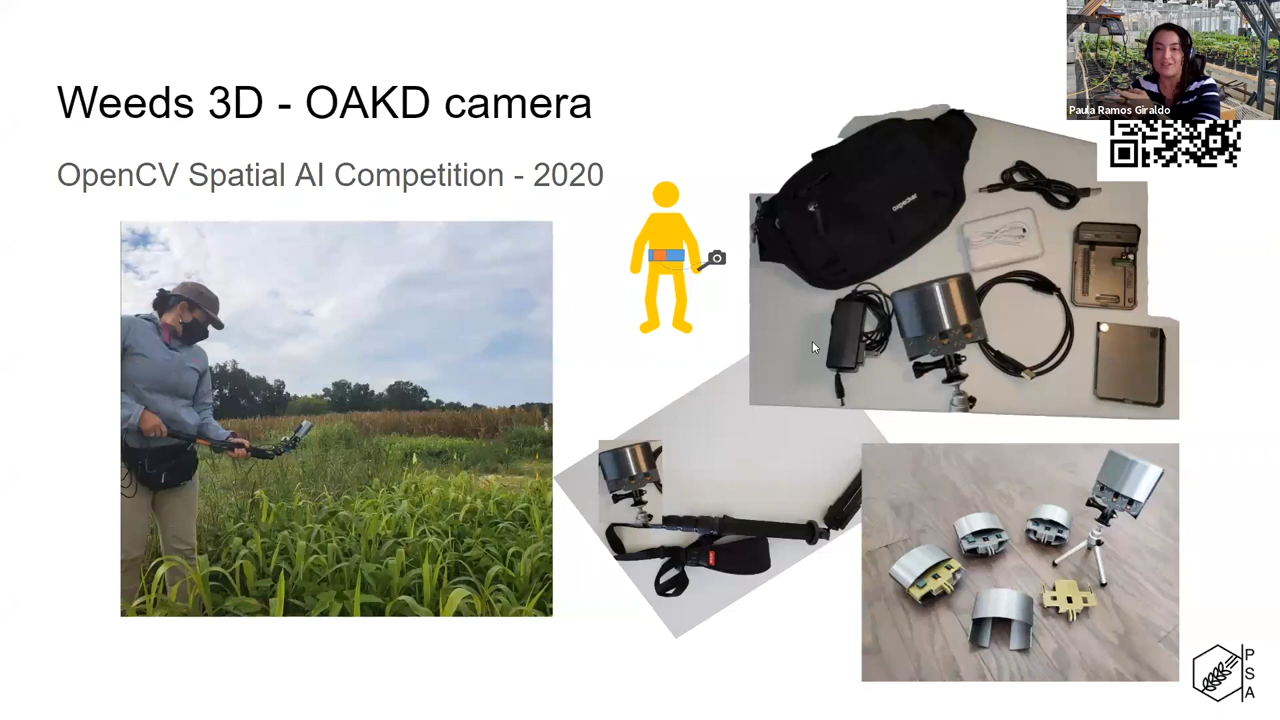 Weeds 3D - OAKD camera
OpenCV Spatial AI Competition - 2020
Paula Ramos Giraldo
P
S
A